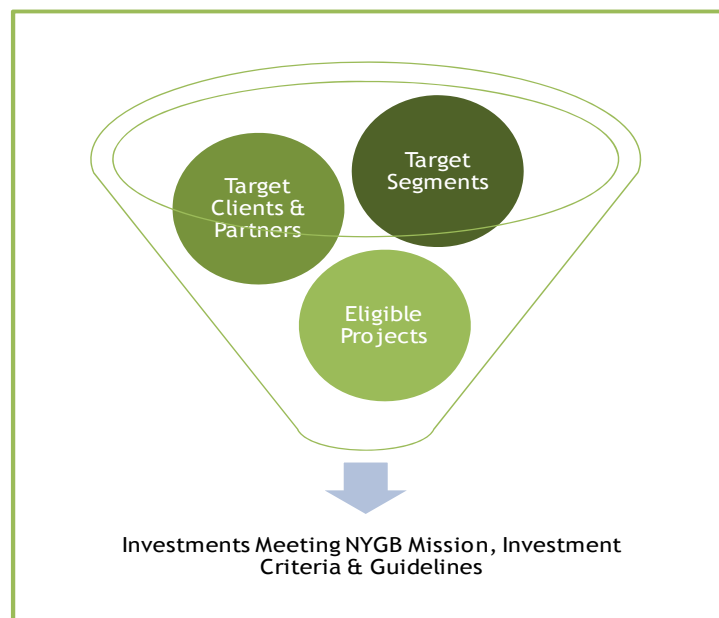 Target
Segments
Target
Clients &
Partners
Eligible
Projects
Investments Meeting NYGB Mission, Investment
Criteria & Guidelines